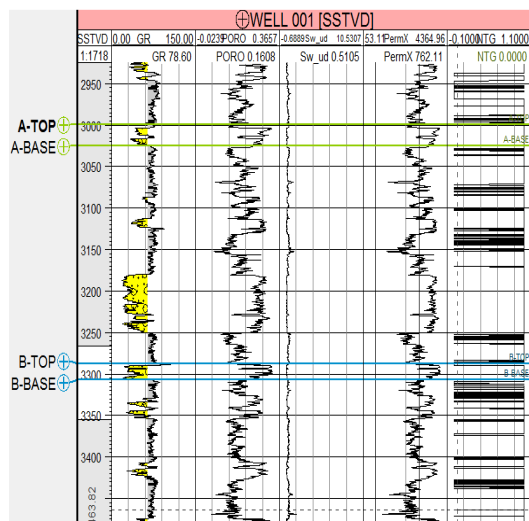 WELL 001 [SSTVD]
SSTVD 0.00 GR 150.00 -0.0239 PORO 0.3657 -0.6889 Sw_ud 10.5307 53.11 PermX 4364.96 -0.1000 NTG 1.1000
1:1718 GR 78.60 PORO 0.1608 Sw_ud 0.5105 PermX 762.11 NTG 0.0000
2950
A-TOP 3000
A-BASE A-BASE
3050
3100
3150
3200
3250
B-TOP B-TOP
B-BASE 3300 B-BASE
3350
3400
463.82